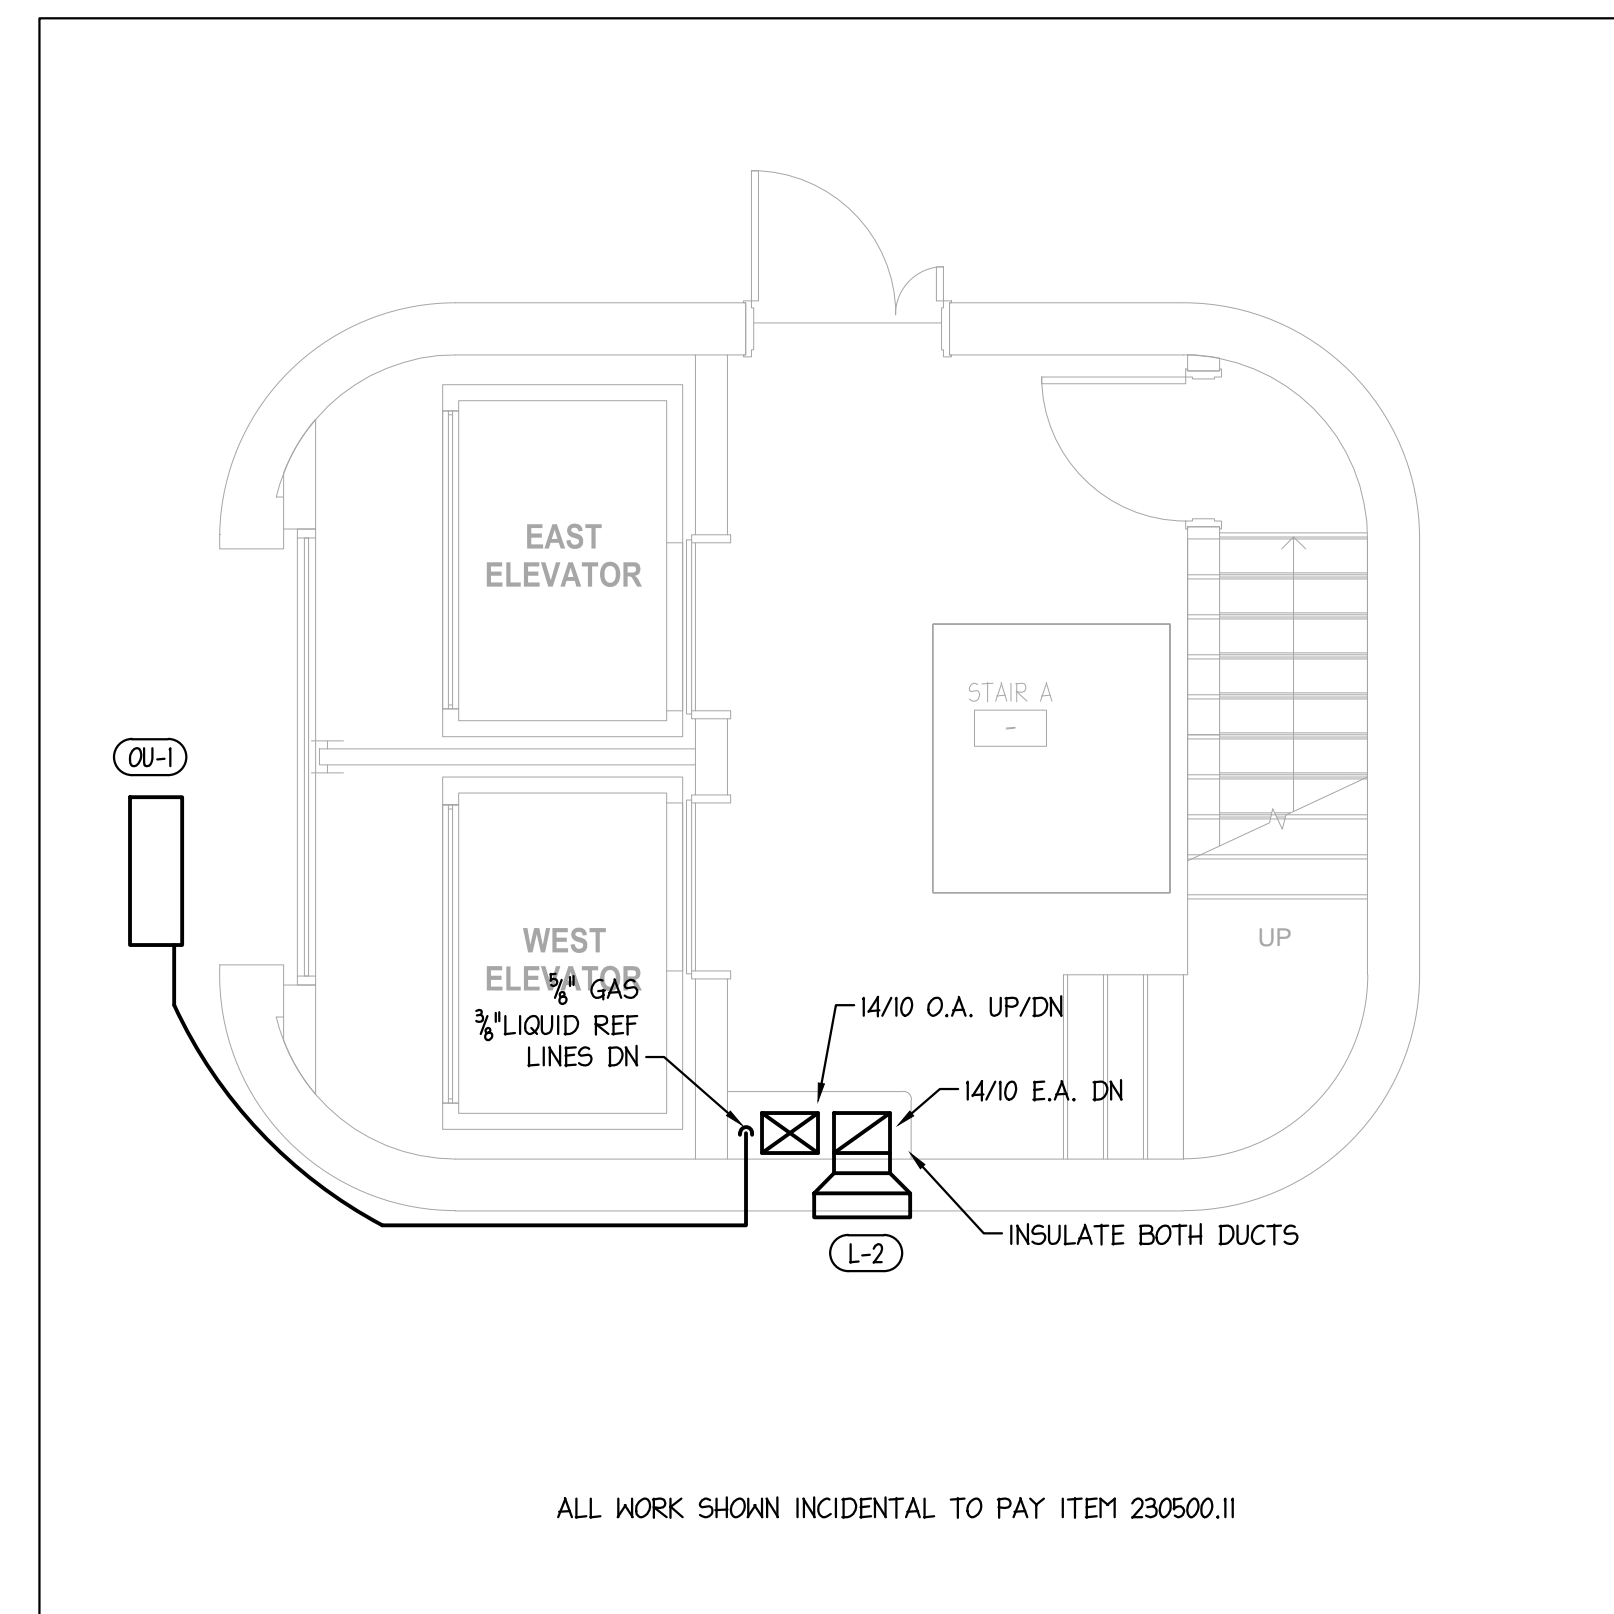 EAST
ELEVATOR
STAIR A
-
OU-1
WEST
ELEVATOR
UP
5/8" GAS
3/8" LIQUID REF
LINES DN
14/10 O.A. UP/DN
14/10 E.A. DN
INSULATE BOTH DUCTS
L-2
ALL WORK SHOWN INCIDENTAL TO PAY ITEM 230500.11